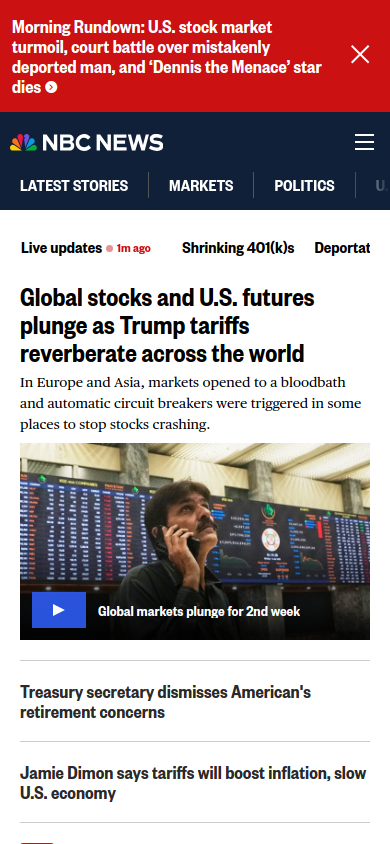 Morning Rundown: U.S. stock market
turmoil, court battle over mistakenly
deported man, and ‘Dennis the Menace’ star
dies
NBC NEWS
LATEST STORIES
MARKETS
POLITICS
U.
Live updates
1m ago
Shrinking 401(k)s
Deportat
Global stocks and U.S. futures
plunge as Trump tariffs
reverberate across the world
In Europe and Asia, markets opened to a bloodbath
and automatic circuit breakers were triggered in some
places to stop stocks crashing.
Global markets plunge for 2nd week
Treasury secretary dismisses American's
retirement concerns
Jamie Dimon says tariffs will boost inflation, slow
U.S. economy